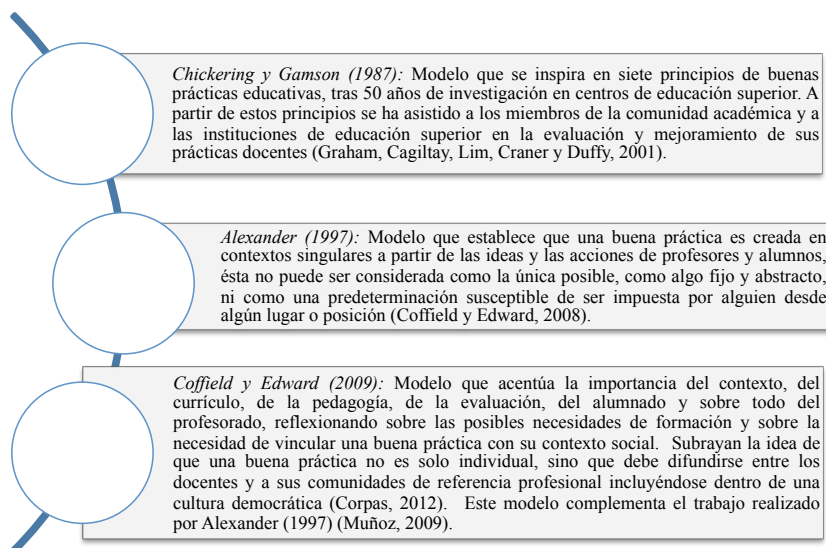 Chickering y Gamson (1987): Modelo que se inspira en siete principios de buenas
prácticas educativas, tras 50 años de investigación en centros de educación superior. A
partir de estos principios se ha asistido a los miembros de la comunidad académica y a
las instituciones de educación superior en la evaluación y mejoramiento de sus
prácticas docentes (Graham, Cagiltay, Lim, Craner y Duffy, 2001).
Alexander (1997): Modelo que establece que una buena práctica es creada en
contextos singulares a partir de las ideas y las acciones de profesores y alumnos,
ésta no puede ser considerada como la única posible, como algo fijo y abstracto,
ni como una predeterminación susceptible de ser impuesta por alguien desde
algún lugar o posición (Coffield y Edward, 2008).
Coffield y Edward (2009): Modelo que acentúa la importancia del contexto, del
currículo, de la pedagogía, de la evaluación, del alumnado y sobre todo del
profesorado, reflexionando sobre las posibles necesidades de formación y sobre la
necesidad de vincular una buena práctica con su contexto social. Subrayan la idea de
que una buena práctica no es solo individual, sino que debe difundirse entre los
docentes y a sus comunidades de referencia profesional incluyéndose dentro de una
cultura democrática (Corpas, 2012). Este modelo complementa el trabajo realizado
por Alexander (1997) (Muñoz, 2009).